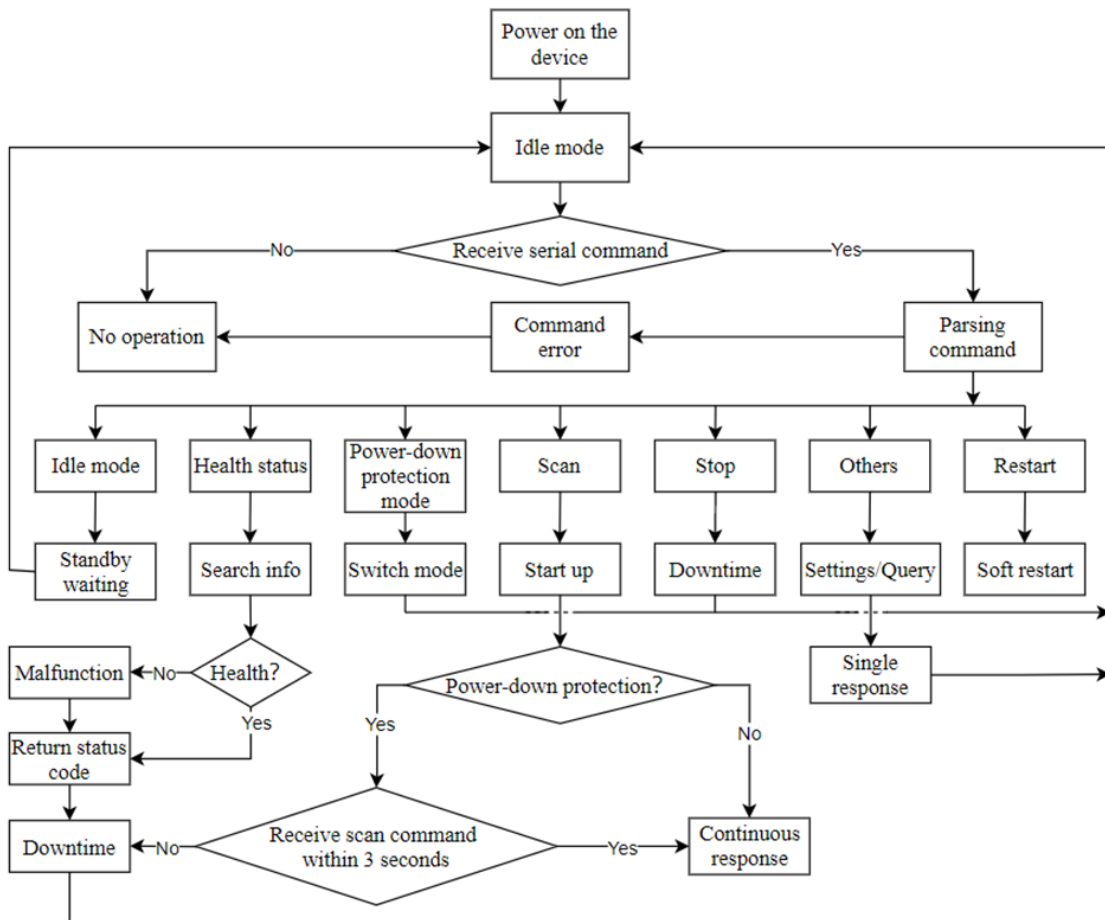 Power on the
device
Idle mode
No
Receive serial command
Yes
No operation
Command
error
Parsing
command
Idle mode
Health status
Power-down
protection
mode
Scan
Stop
Others
Restart
Standby
waiting
Search info
Switch mode
Start up
Downtime
Settings/Query
Soft restart
Malfunction
No
Health?
Yes
Power-down protection?
Single
response
Return status
code
Yes
No
Downtime
No
Receive scan command
within 3 seconds
Yes
Continuous
response